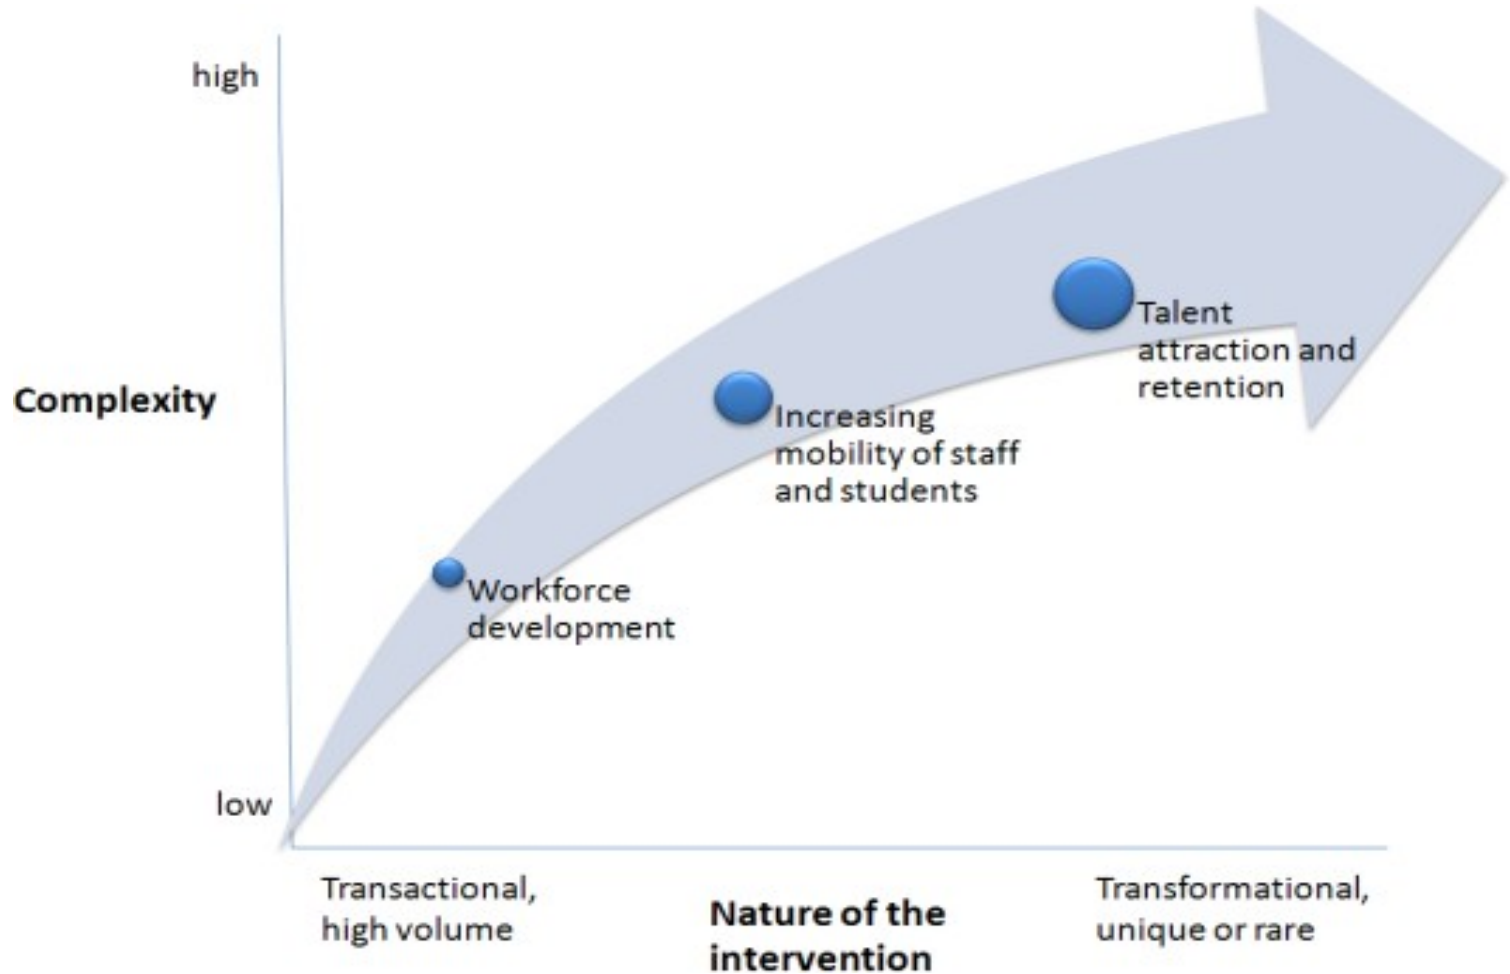 high
Talent
attraction and
retention
Complexity
Increasing
mobility of staff
and students
Workforce
development
low
Transactional,
high volume
Nature of the
intervention
Transformational,
unique or rare